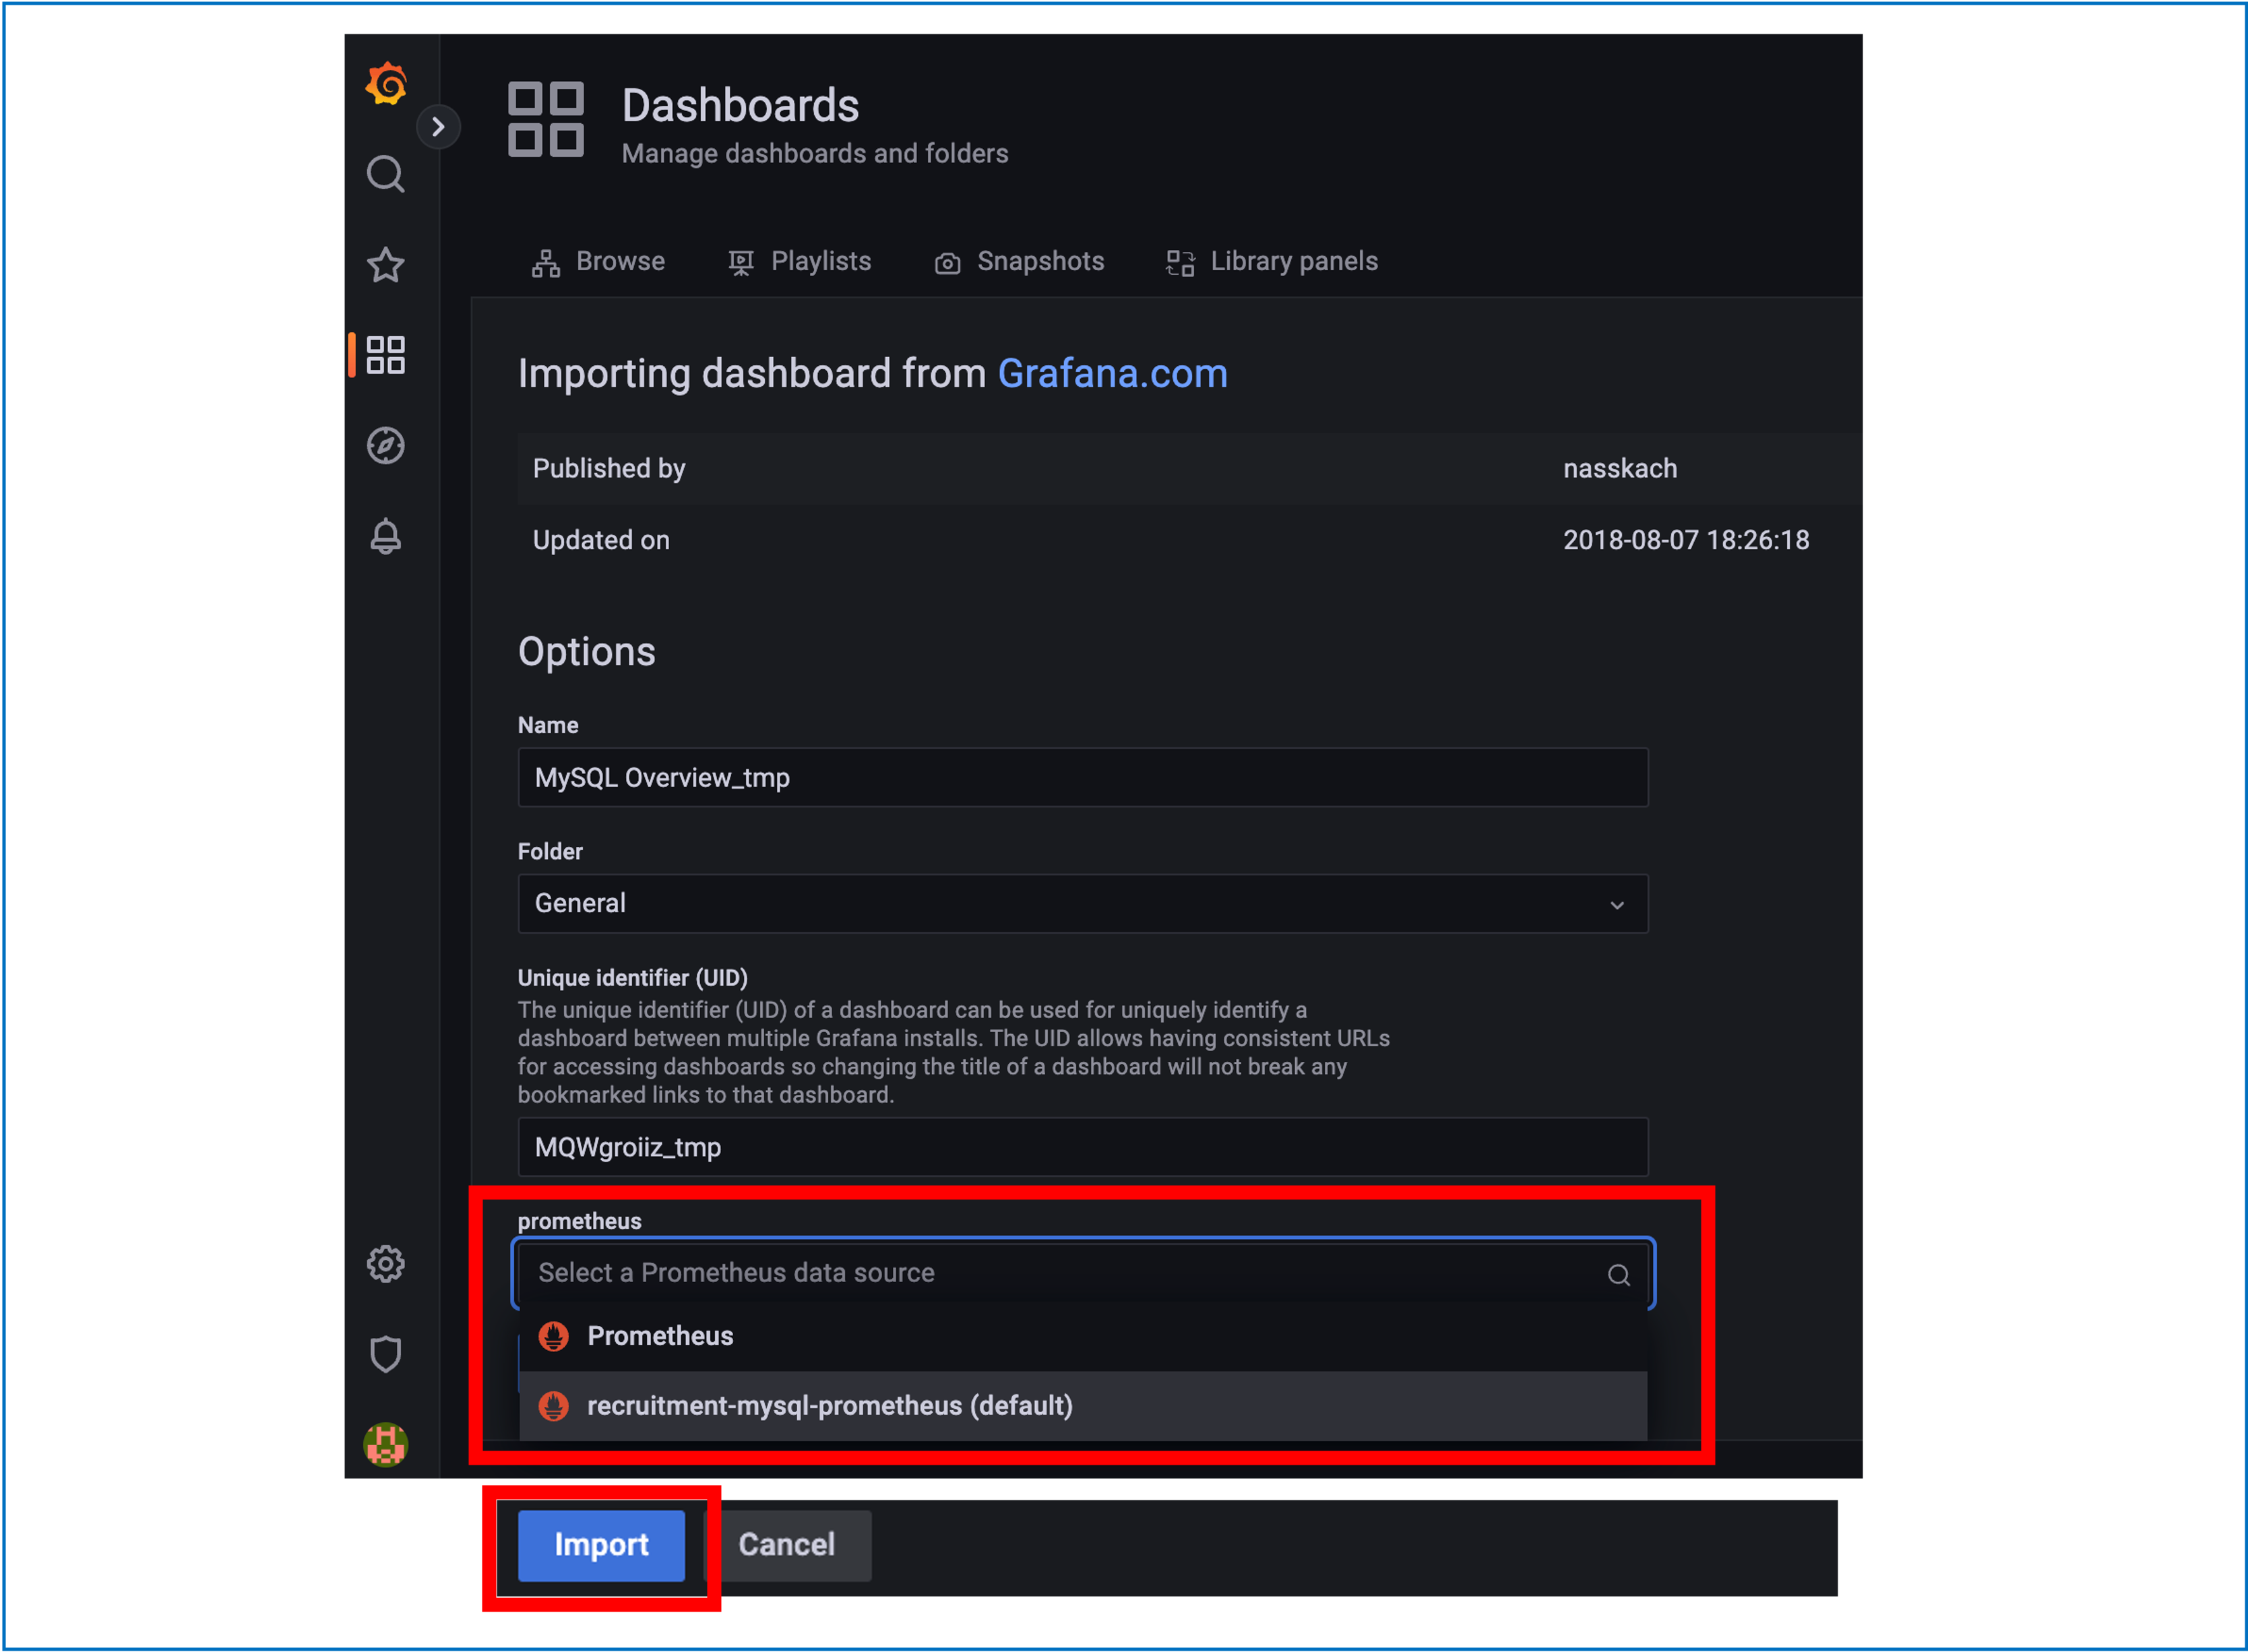 Dashboards
Manage dashboards and folders
Browse Playlists Snapshots Library panels
Importing dashboard from Grafana.com
Published by nasskach
Updated on 2018-08-07 18:26:18
Options
Name
MySQL Overview_tmp
Folder
General
Unique identifier (UID)
The unique identifier (UID) of a dashboard can be used for uniquely identify a
dashboard between multiple Grafana installs. The UID allows having consistent URLs
for accessing dashboards so changing the title of a dashboard will not break any
bookmarked links to that dashboard.
MQWgroiiz_tmp
prometheus
Select a Prometheus data source
Prometheus
recruitment-mysql-prometheus (default)
Import Cancel